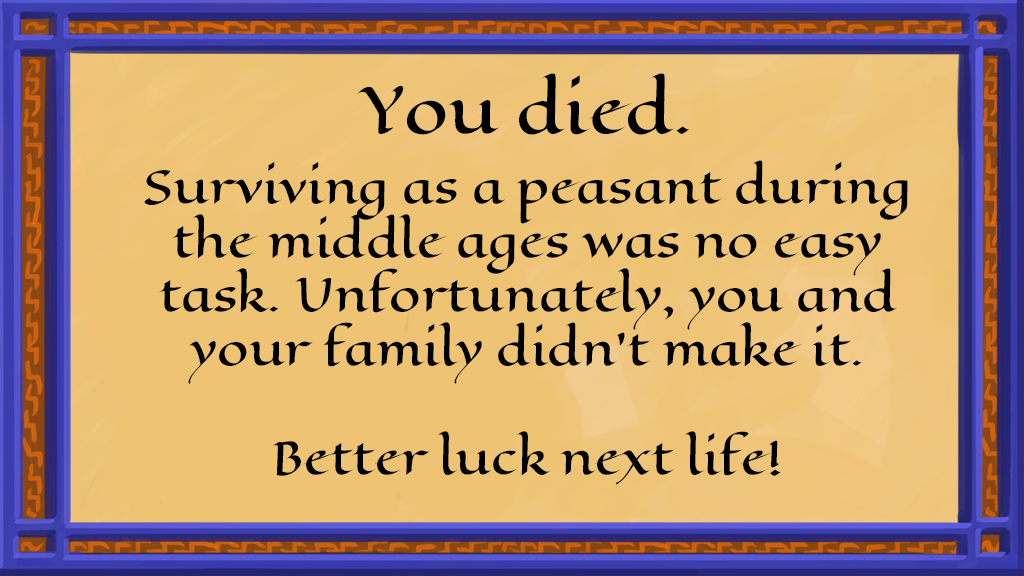 You died.
Surviving as a peasant during
the middle ages was no easy
task. Unfortunately, you and
your family didn't make it.
Better luck next life!